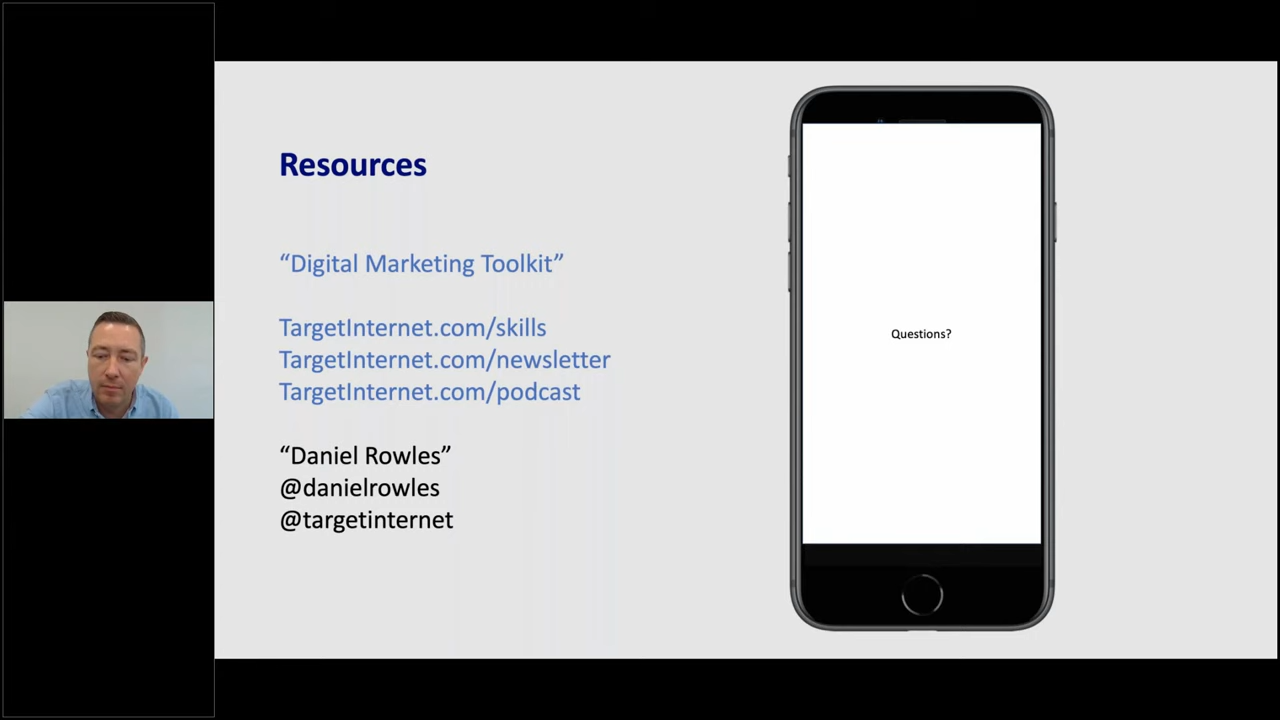 Resources
“Digital Marketing Toolkit”
TargetInternet.com/skills
TargetInternet.com/newsletter
TargetInternet.com/podcast
“Daniel Rowles”
@danielrowles
@targetinternet
Questions?